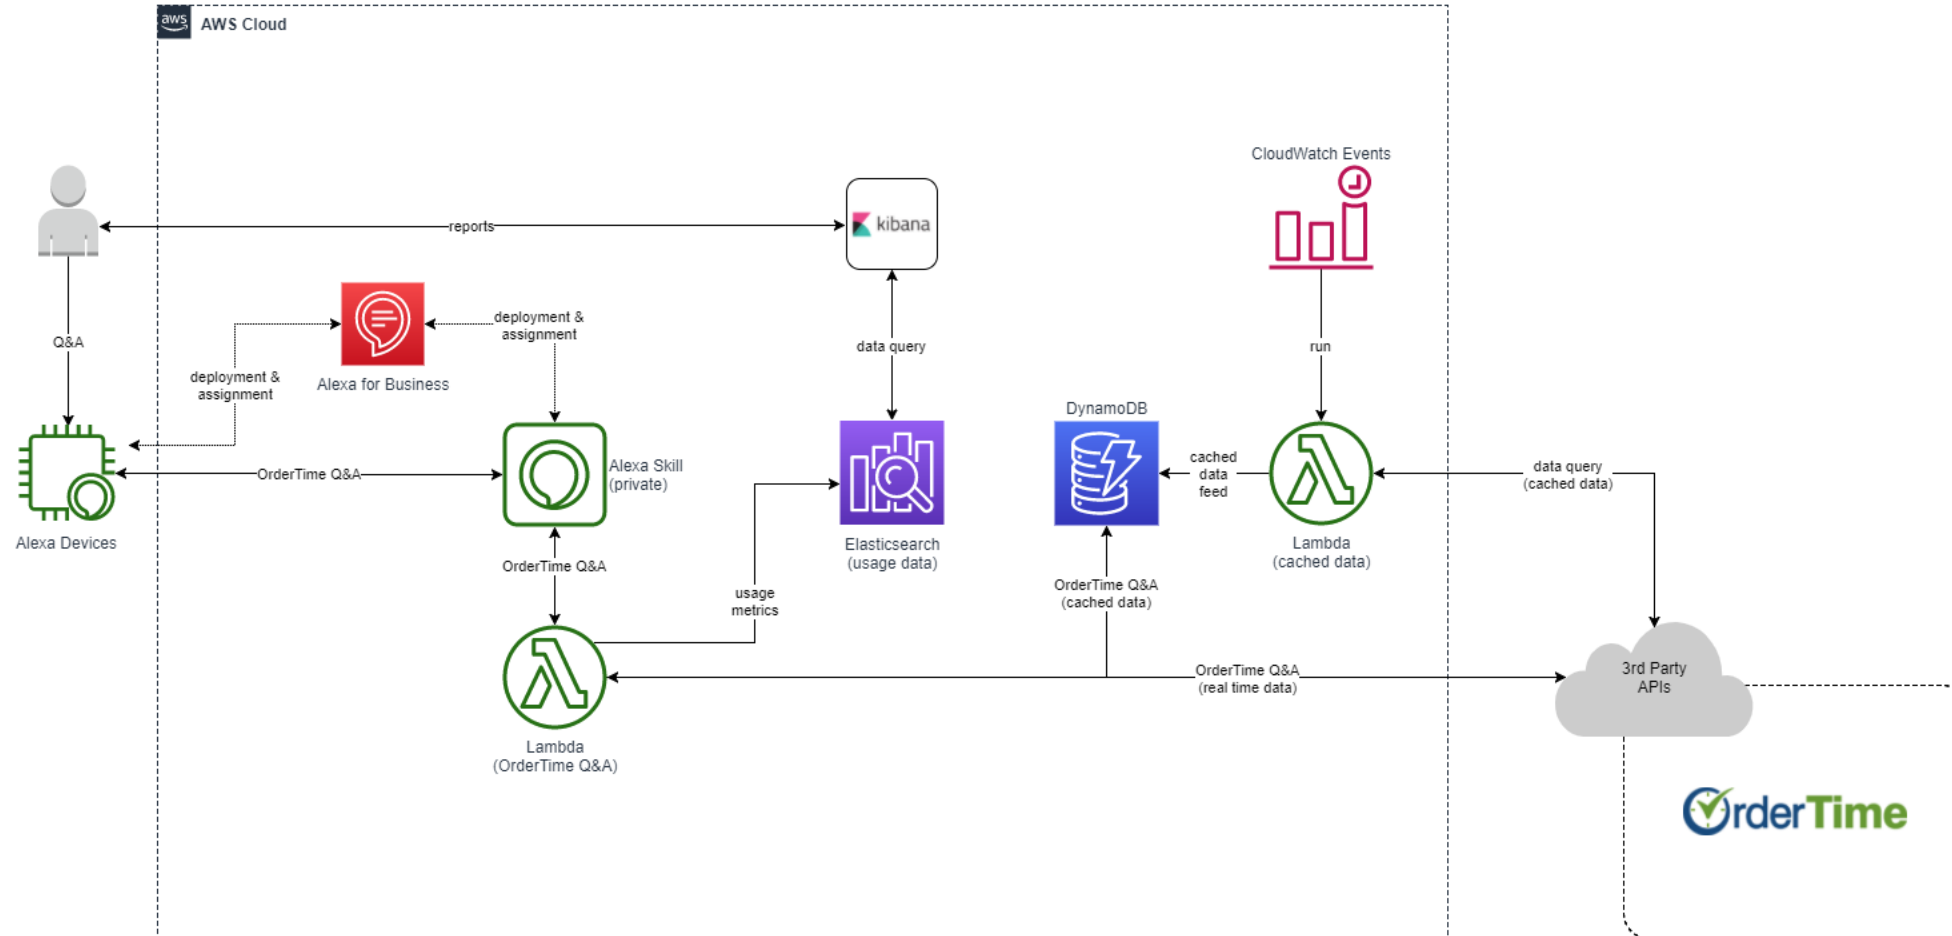 aws
AWS Cloud
CloudWatch Events
reports
kibana
deployment &
assignment
Q&A
data query
run
deployment &
assignment
Alexa for Business
DynamoDB
OrderTime Q&A
Alexa Skill
(private)
cached
data
feed
data query
(cached data)
Alexa Devices
Elasticsearch
(usage data)
Lambda
(cached data)
OrderTime Q&A
usage
metrics
OrderTime Q&A
(cached data)
OrderTime Q&A
(real time data)
3rd Party
APIs
Lambda
(OrderTime Q&A)
OrderTime